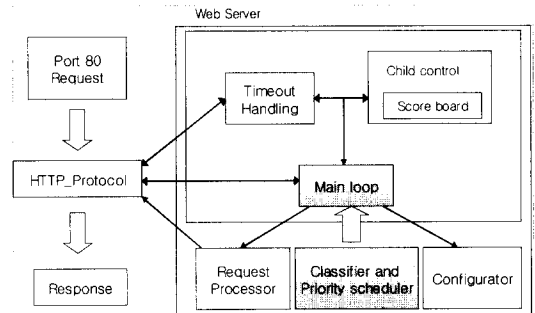 Web Server
Port 80
Request
Timeout
Handling
Child control
Score board
HTTP_Protocol
Main loop
Response
Request
Processor
Classifier and
Priority scheduler
Configurator